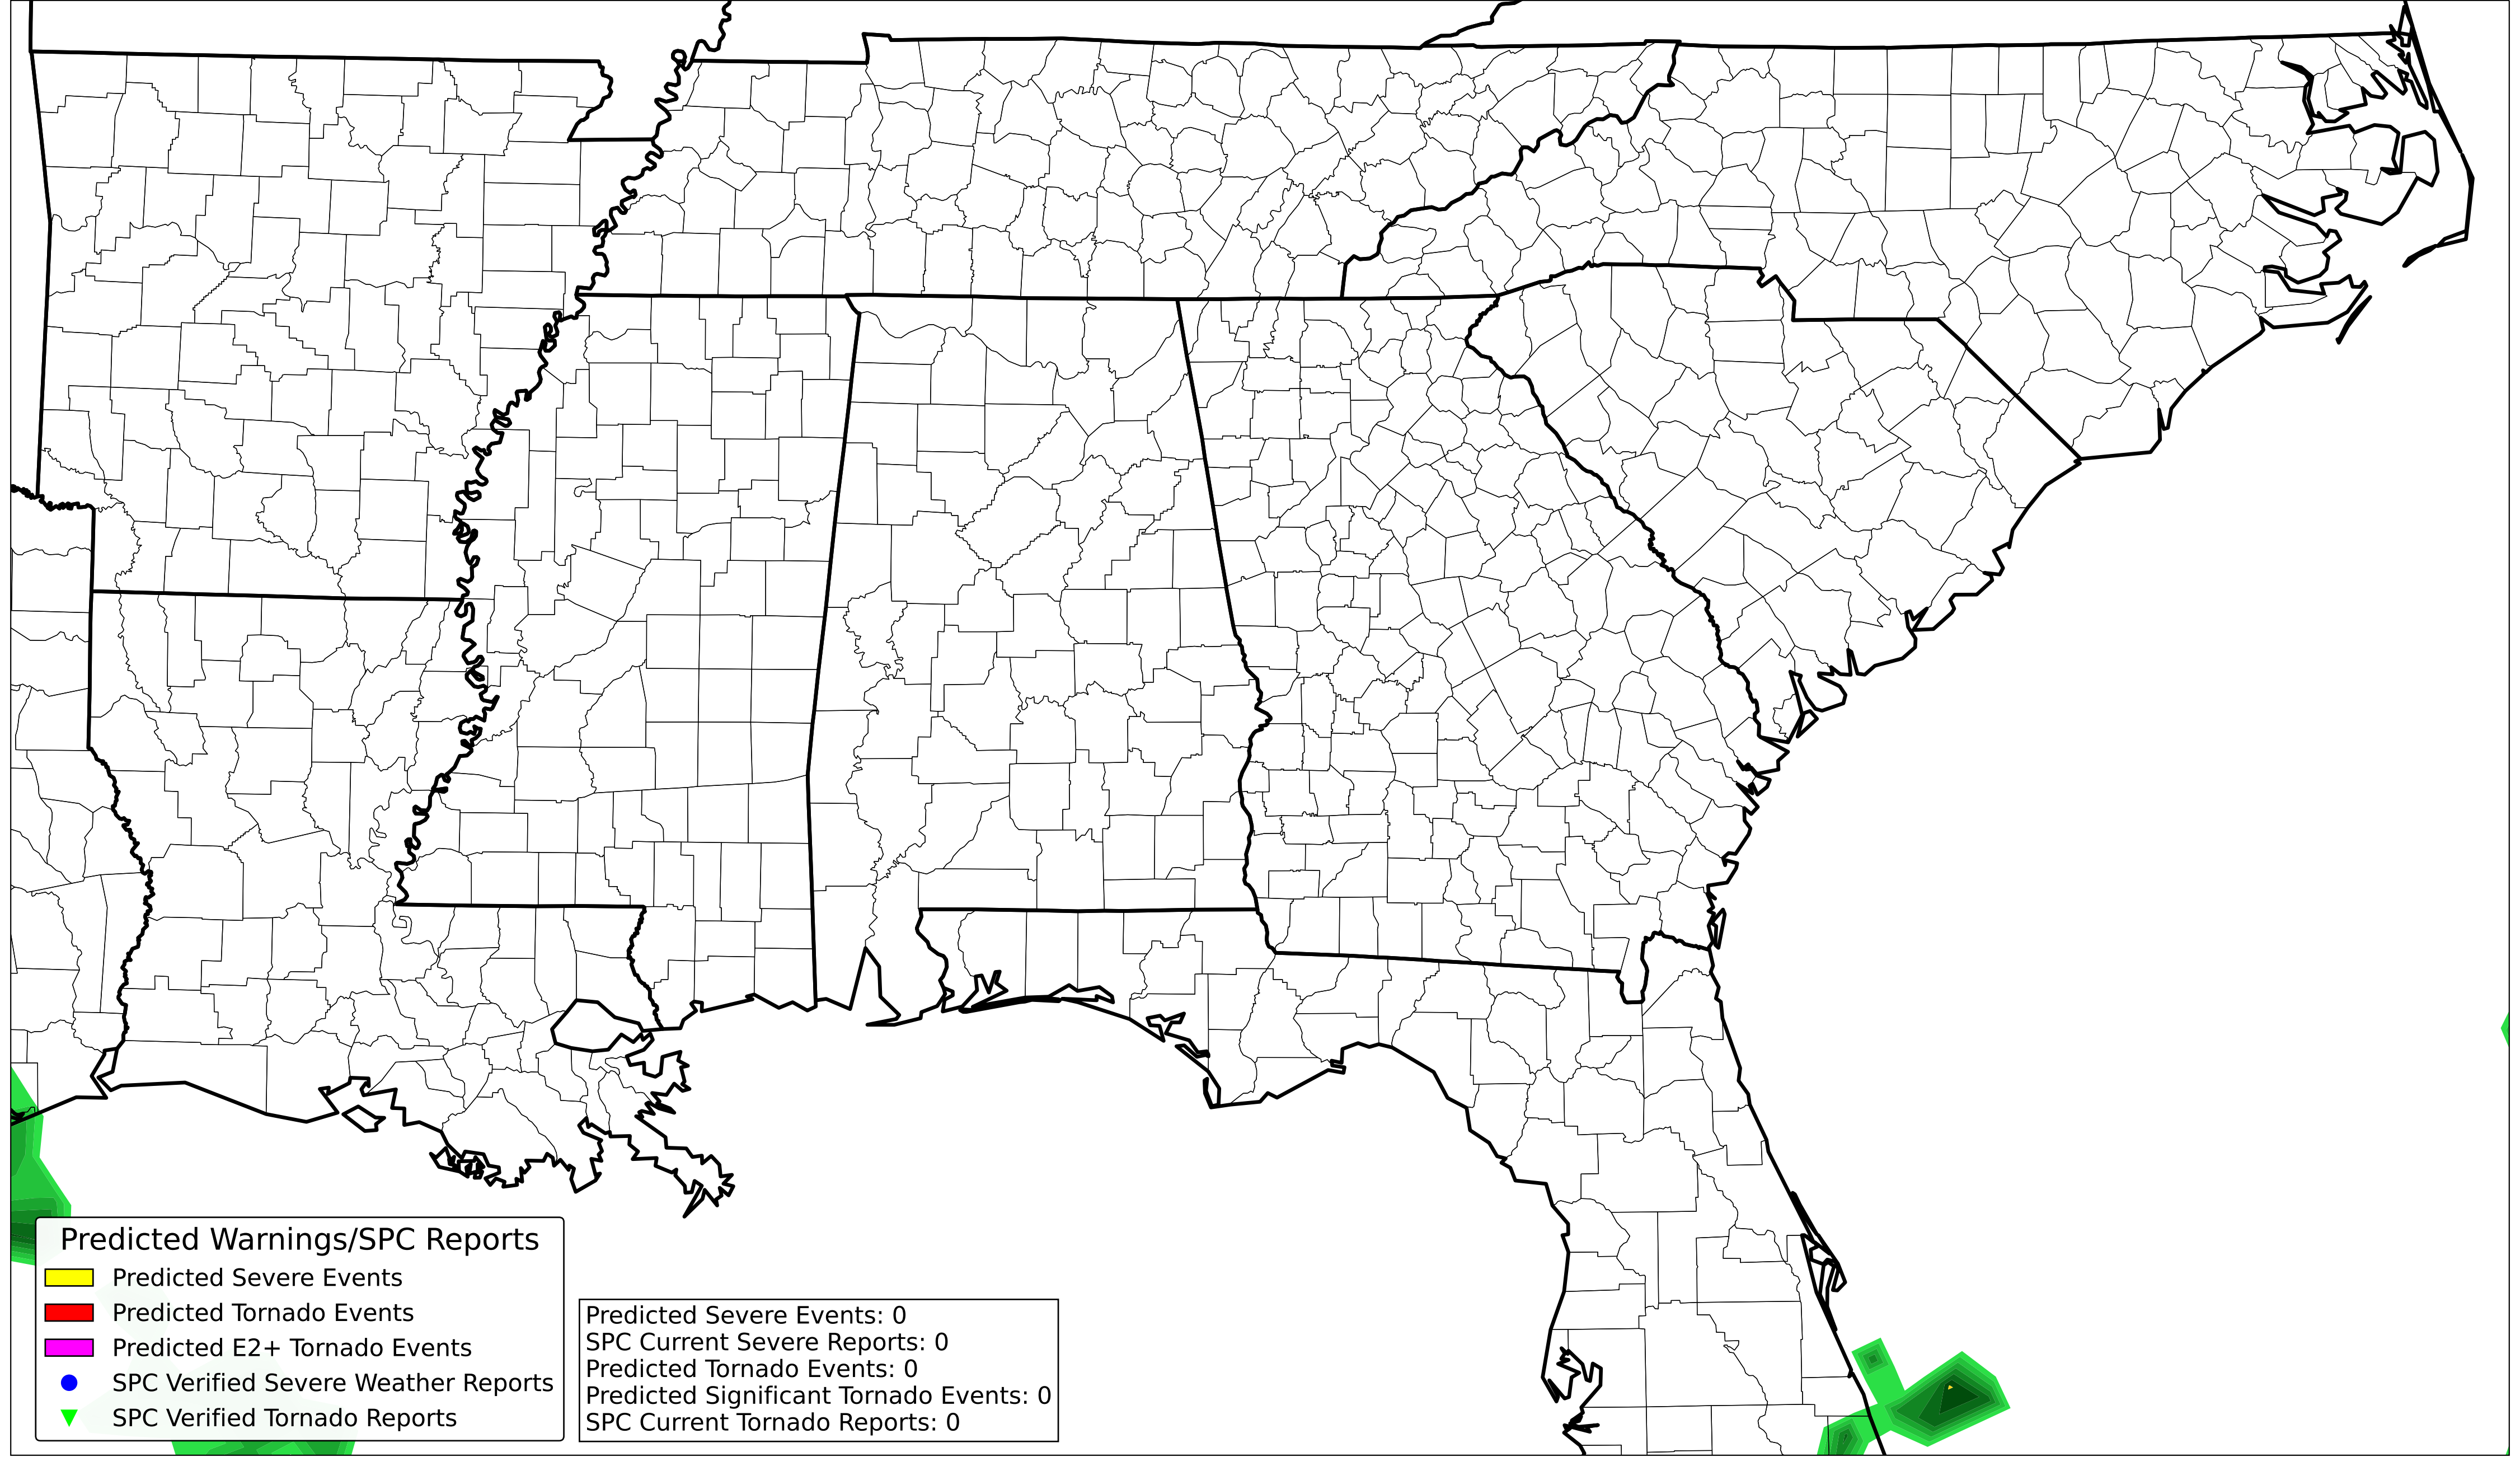 Predicted Warnings/SPC Reports
Predicted Severe Events
Predicted Tornado Events
Predicted E2+ Tornado Events
SPC Verified Severe Weather Reports
SPC Verified Tornado Reports
Predicted Severe Events: 0
SPC Current Severe Reports: 0
Predicted Tornado Events: 0
Predicted Significant Tornado Events: 0
SPC Current Tornado Reports: 0